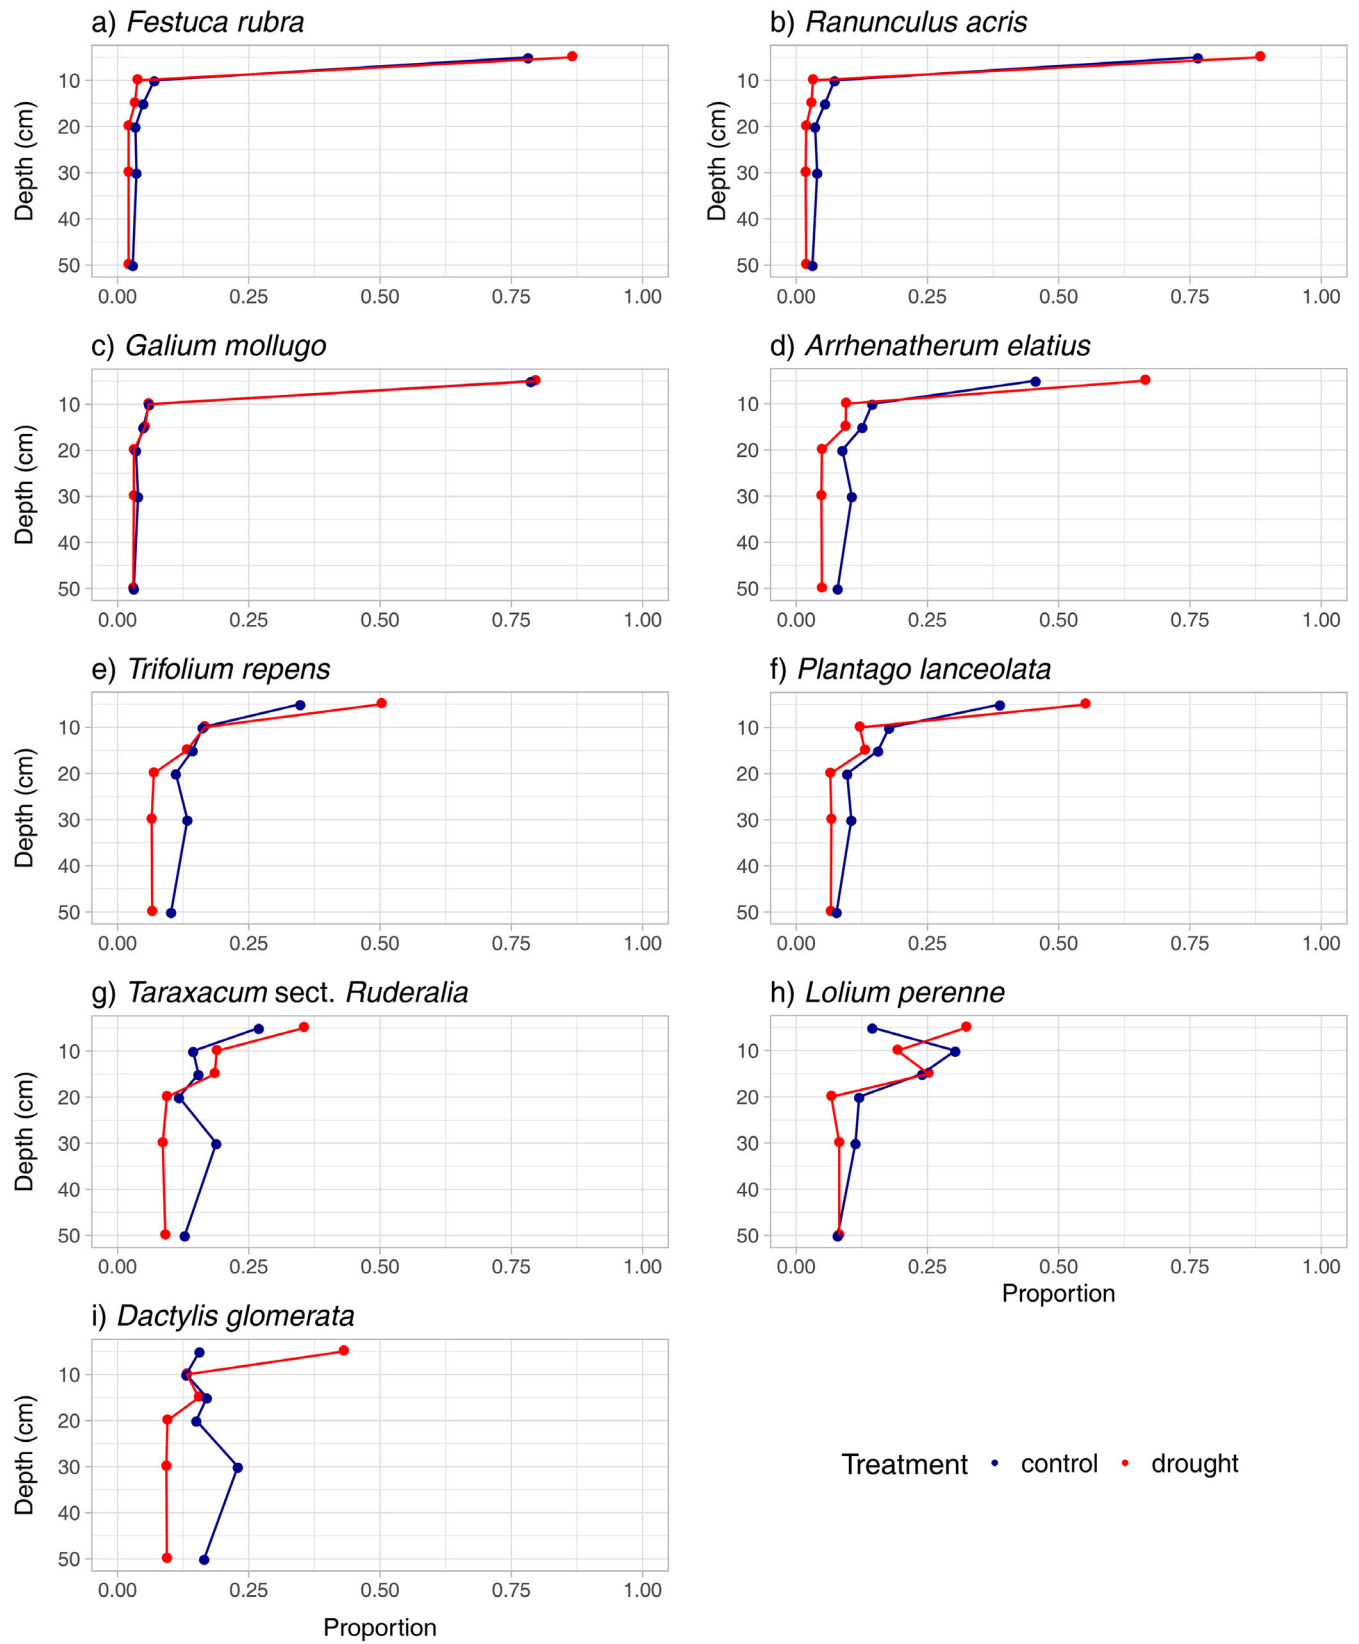 a) Festuca rubra
Depth (cm)
10
20
30
40
50
0.00 0.25 0.50 0.75 1.00
b) Ranunculus acris
Depth (cm)
10
20
30
40
50
0.00 0.25 0.50 0.75 1.00
c) Galium mollugo
Depth (cm)
10
20
30
40
50
0.00 0.25 0.50 0.75 1.00
d) Arrhenatherum elatius
10
20
30
40
50
0.00 0.25 0.50 0.75 1.00
e) Trifolium repens
Depth (cm)
10
20
30
40
50
0.00 0.25 0.50 0.75 1.00
f) Plantago lanceolata
10
20
30
40
50
0.00 0.25 0.50 0.75 1.00
g) Taraxacum sect. Ruderalia
Depth (cm)
10
20
30
40
50
0.00 0.25 0.50 0.75 1.00
h) Lolium perenne
10
20
30
40
50
0.00 0.25 0.50 0.75 1.00
Proportion
i) Dactylis glomerata
Depth (cm)
10
20
30
40
50
0.00 0.25 0.50 0.75 1.00
Proportion
Treatment control drought